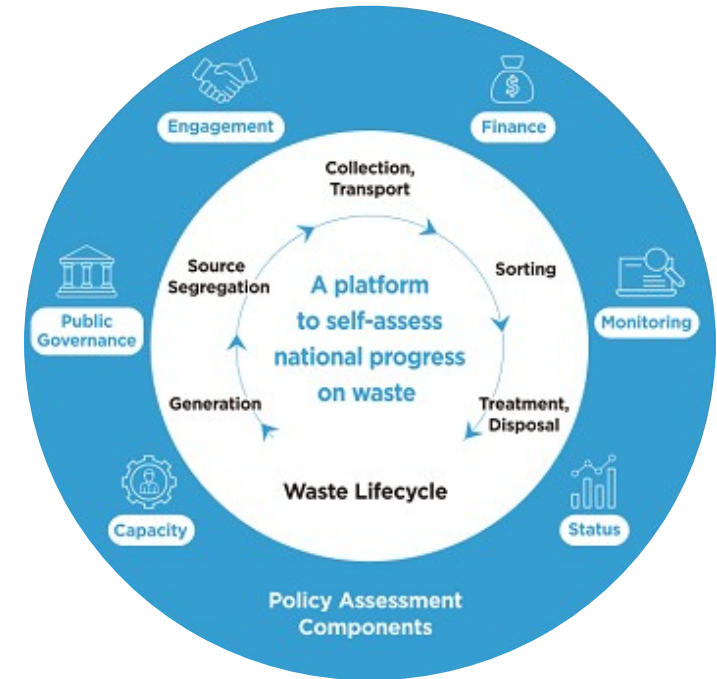 Engagement
Finance
Collection,
Transport
Source
Segregation
Sorting
A platform
to self-assess
national progress
on waste
Public
Governance
Monitoring
Generation
Treatment,
Disposal
Waste Lifecycle
Capacity
Status
Policy Assessment
Components
$